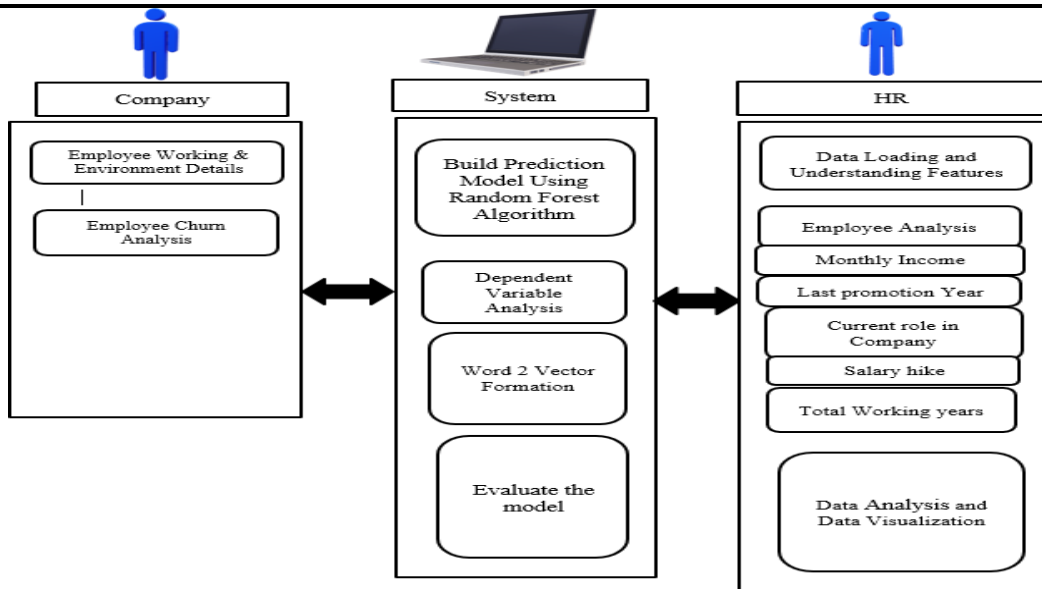 Company
Employee Working &
Environment Details
Employee Churn
Analysis
System
Build Prediction
Model Using
Random Forest
Algorithm
Dependent
Variable
Analysis
Word 2 Vector
Formation
Evaluate the
model
HR
Data Loading and
Understanding Features
Employee Analysis
Monthly Income
Last promotion Year
Current role in
Company
Salary hike
Total Working years
Data Analysis and
Data Visualization